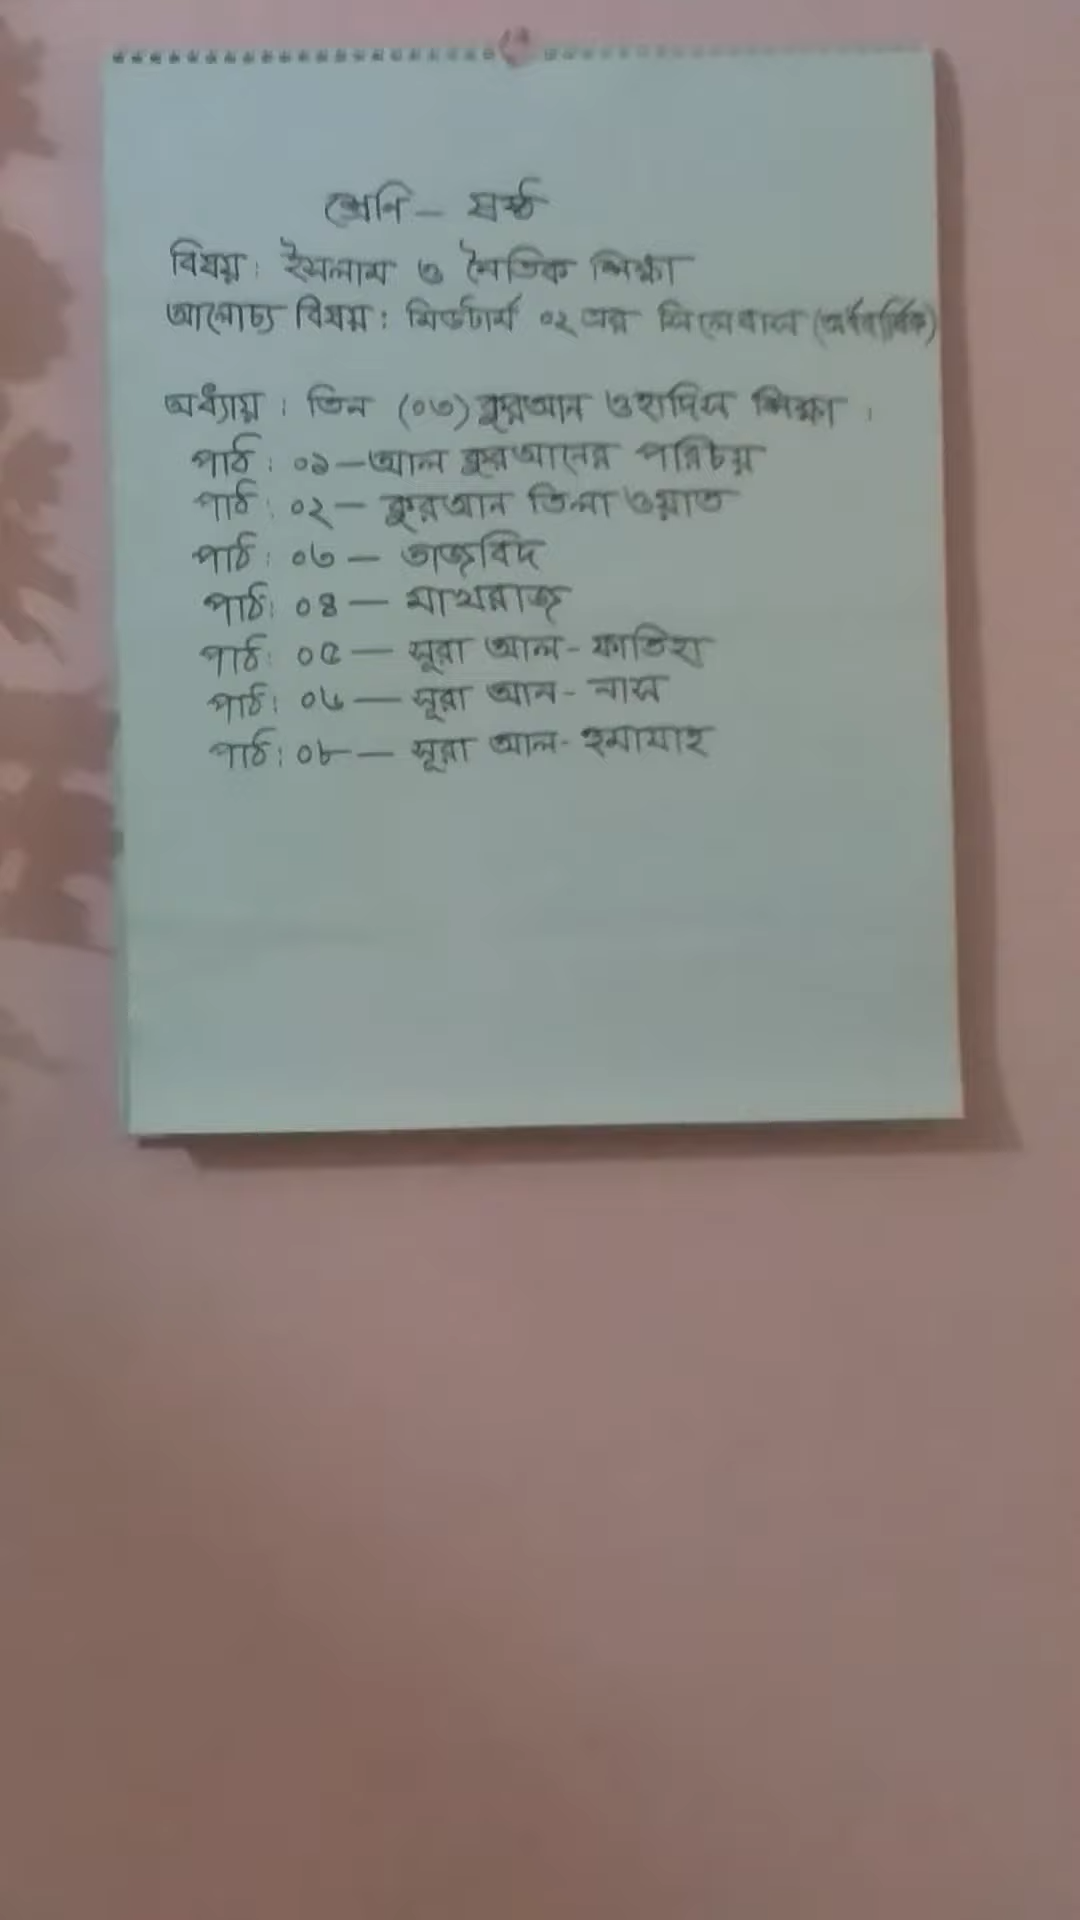 শ্রেণি - ষষ্ঠ
বিষয়: ইসলাম ও নৈতিক শিক্ষা
আলোচ্য বিষয়: মিডটার্ম ০২ এর সিলেবাস (অর্ধবার্ষিক)
অধ্যায়: তিন (০৩) কুরআন ও হাদিস শিক্ষা।
পাঠ: ০১ - আল কুরআনের পরিচয়
পাঠ: ০২ - কুরআন তিলাওয়াত
পাঠ: ০৩ - তাজবিদ
পাঠ: ০৪ - মাখরাজ
পাঠ: ০৫ - সূরা আল-ফাতিহা
পাঠ: ০৬ - সূরা আন-নাস
পাঠ: ০৮ - সূরা আল-হুমাযাহ